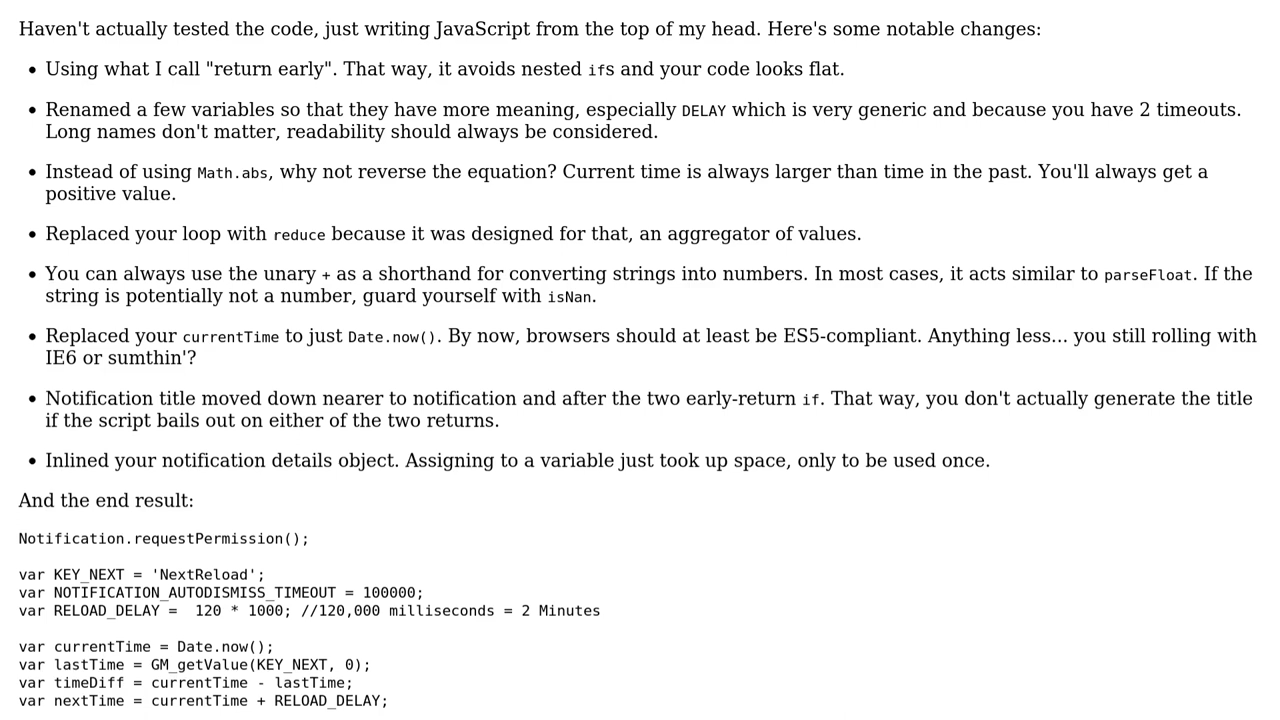 Haven't actually tested the code, just writing JavaScript from the top of my head. Here's some notable changes:
• Using what I call "return early". That way, it avoids nested ifs and your code looks flat.
• Renamed a few variables so that they have more meaning, especially DELAY which is very generic and because you have 2 timeouts.
Long names don't matter, readability should always be considered.
• Instead of using Math.abs, why not reverse the equation? Current time is always larger than time in the past. You'll always get a
positive value.
• Replaced your loop with reduce because it was designed for that, an aggregator of values.
• You can always use the unary + as a shorthand for converting strings into numbers. In most cases, it acts similar to parseFloat. If the
string is potentially not a number, guard yourself with isNan.
• Replaced your currentTime to just Date.now(). By now, browsers should at least be ES5-compliant. Anything less... you still rolling with
IE6 or sumthin'?
• Notification title moved down nearer to notification and after the two early-return if. That way, you don't actually generate the title
if the script bails out on either of the two returns.
• Inlined your notification details object. Assigning to a variable just took up space, only to be used once.
And the end result:
Notification.requestPermission();
var KEY_NEXT = 'NextReload';
var NOTIFICATION_AUTODISMISS_TIMEOUT = 100000;
var RELOAD_DELAY =  120 * 1000; //120,000 milliseconds = 2 Minutes
var currentTime = Date.now();
var lastTime = GM_getValue(KEY_NEXT, 0);
var timeDiff = currentTime - lastTime;
var nextTime = currentTime + RELOAD_DELAY;